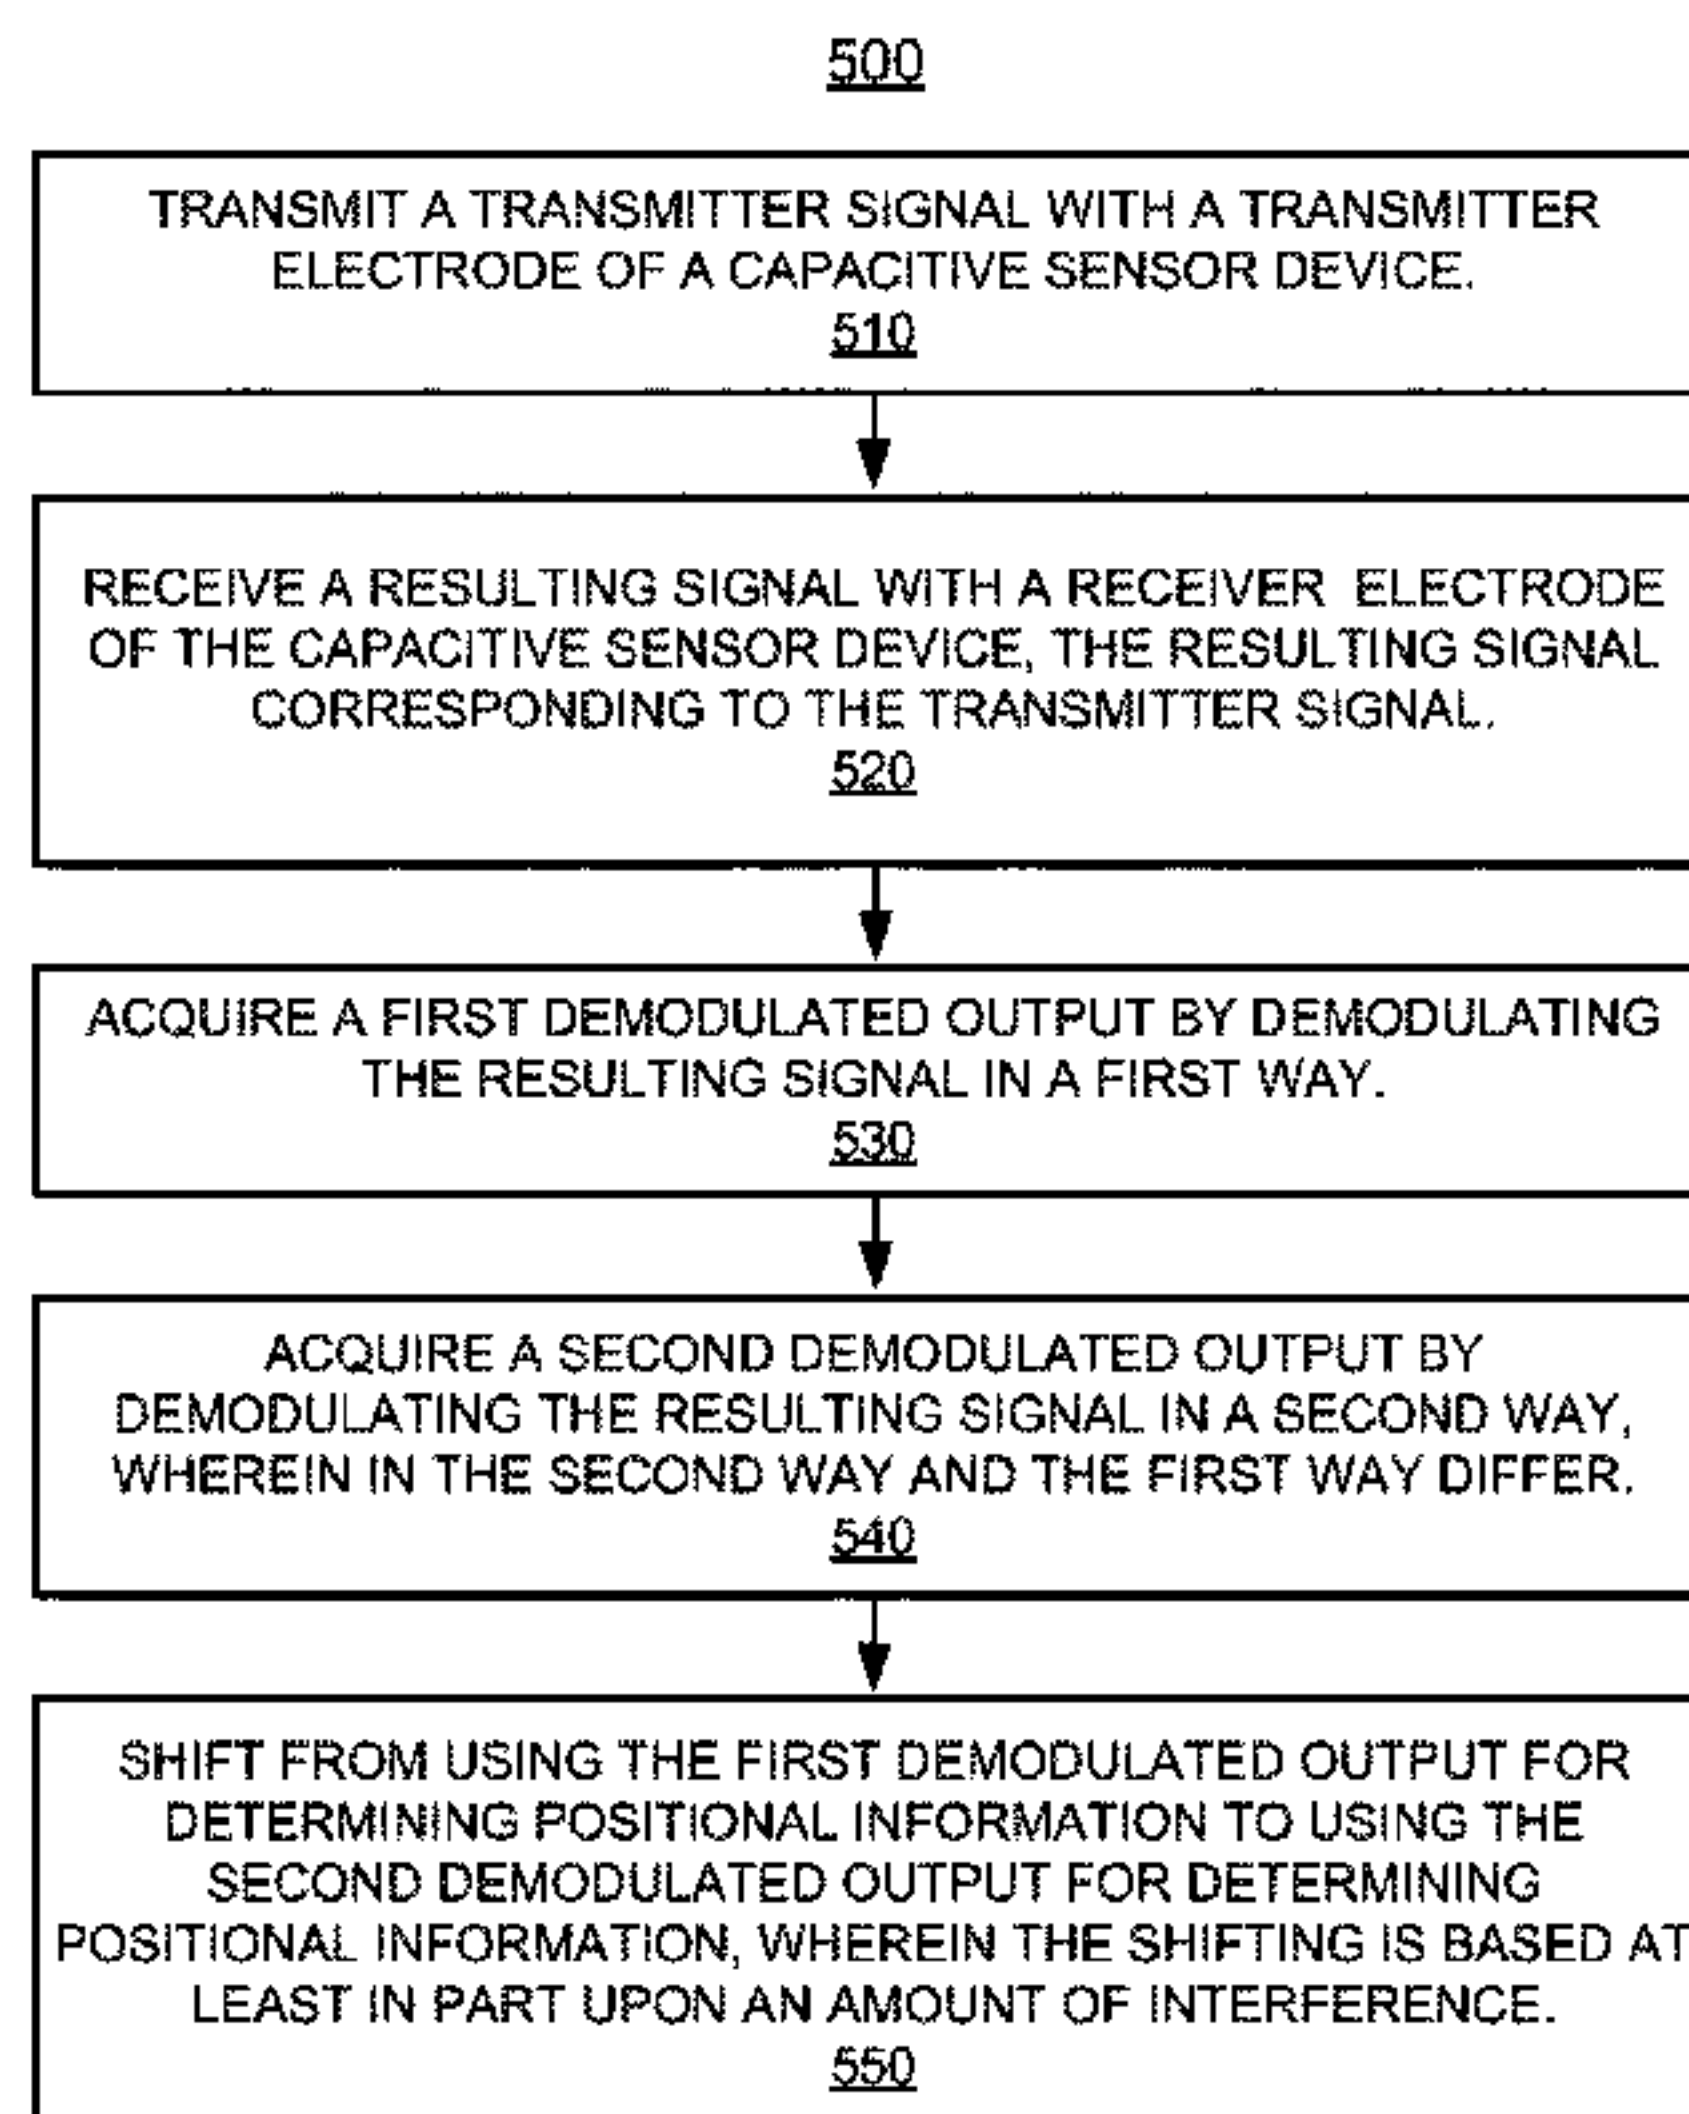 500
TRANSMIT A TRANSMITTER SIGNAL WITH A TRANSMITTER
ELECTRODE OF A CAPACITIVE SENSOR DEVICE.
510
RECEIVE A RESULTING SIGNAL WITH A RECEIVER ELECTRODE
OF THE CAPACITIVE SENSOR DEVICE, THE RESULTING SIGNAL
CORRESPONDING TO THE TRANSMITTER SIGNAL.
520
ACQUIRE A FIRST DEMODULATED OUTPUT BY DEMODULATING
THE RESULTING SIGNAL IN A FIRST WAY.
530
ACQUIRE A SECOND DEMODULATED OUTPUT BY
DEMODULATING THE RESULTING SIGNAL IN A SECOND WAY,
WHEREIN IN THE SECOND WAY AND THE FIRST WAY DIFFER.
540
SHIFT FROM USING THE FIRST DEMODULATED OUTPUT FOR
DETERMINING POSITIONAL INFORMATION TO USING THE
SECOND DEMODULATED OUTPUT FOR DETERMINING
POSITIONAL INFORMATION, WHEREIN THE SHIFTING IS BASED AT
LEAST IN PART UPON AN AMOUNT OF INTERFERENCE.
550